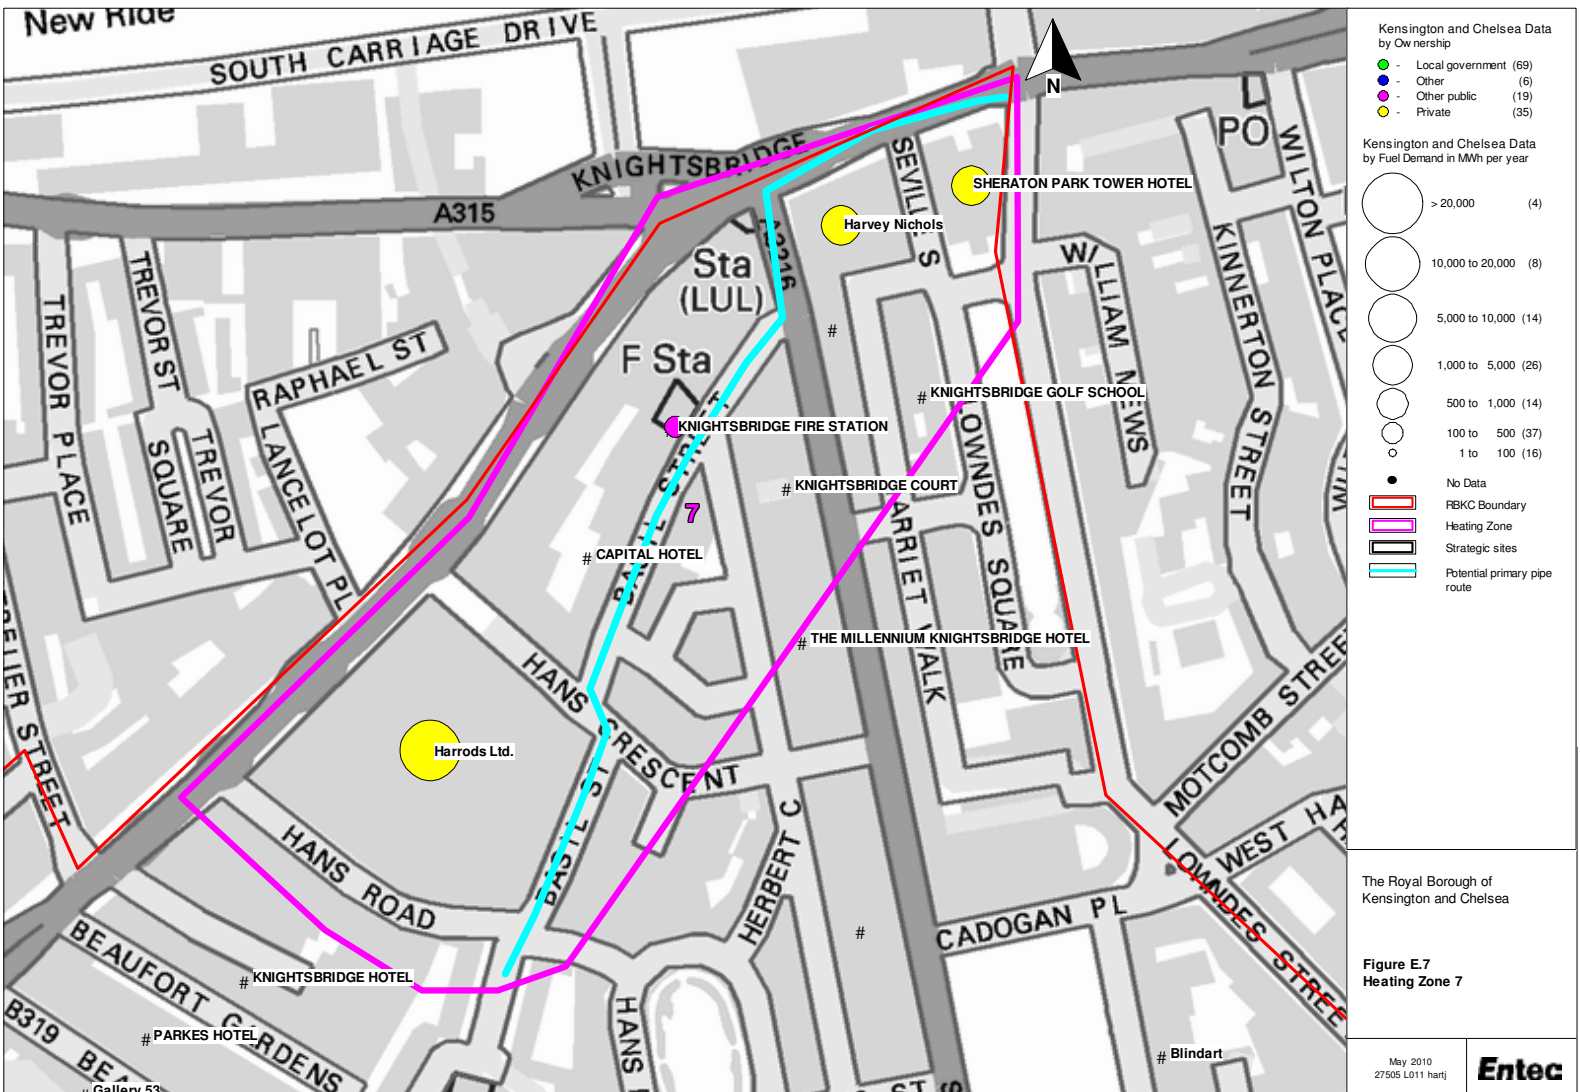 New Ride
SOUTH CARRIAGE DRIVE
KNIGHTSBRIDGE
A315
TREVOR PLACE
TREVOR ST
TREVOR
SQUARE
RAPHAEL ST
LANCELOT PL
STREET
Sta
(LUL)
F Sta
SHERATON PARK TOWER HOTEL
Harvey Nichols
KNIGHTSBRIDGE GOLF SCHOOL
KNIGHTSBRIDGE FIRE STATION
KNIGHTSBRIDGE COURT
7
CAPITAL HOTEL
THE MILLENNIUM KNIGHTSBRIDGE HOTEL
Harrods Ltd.
HANS CRESCENT
BASIL ST
HANS ROAD
HERBERT C
KNIGHTSBRIDGE HOTEL
PARKES HOTEL
Gallery 53
BEAUFORT GARDENS
B319 BEA
HANS
PO
WILTON PLACE
WILLIAM MEWS
KINNERTON STREET
LOWNDES SQUARE
ARRIET WALK
MOTCOMB STREE
WEST HA
LOWNDES STREE
CADOGAN PL
Blindart
N
Kensington and Chelsea Data
by Ownership
- Local government (69)
- Other (6)
- Other public (19)
- Private (35)
Kensington and Chelsea Data
by Fuel Demand in MWh per year
> 20,000 (4)
10,000 to 20,000 (8)
5,000 to 10,000 (14)
1,000 to 5,000 (26)
500 to 1,000 (14)
100 to 500 (37)
1 to 100 (16)
No Data
RBKC Boundary
Heating Zone
Strategic sites
Potential primary pipe
route
The Royal Borough of
Kensington and Chelsea
Figure E.7
Heating Zone 7
May 2010
27505 L011 hartj
Entec